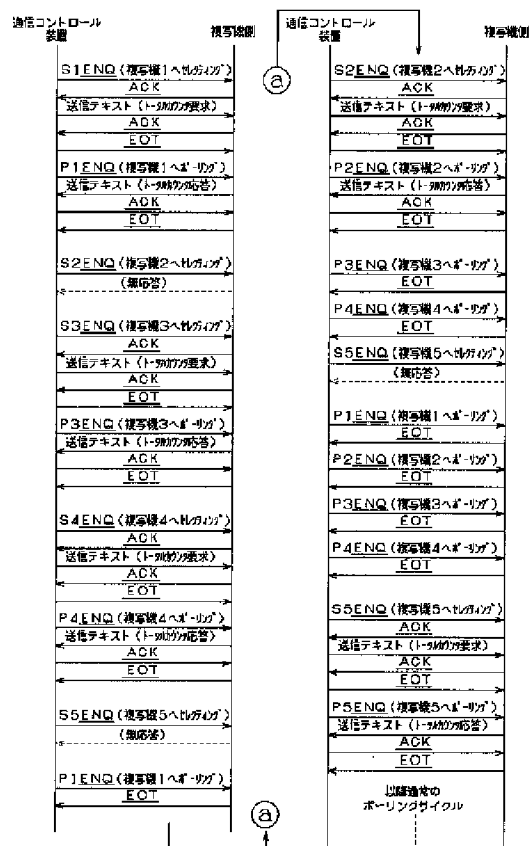 通信コントロール
装置
複写機側
S1ENQ(複写機1へセレクティング)
ACK
送信テキスト(トータルカウンタ要求)
ACK
EOT
P1ENQ(複写機1へポーリング)
送信テキスト(トータルカウンタ応答)
ACK
EOT
S2ENQ(複写機2へセレクティング)
(無応答)
S3ENQ(複写機3へセレクティング)
ACK
送信テキスト(トータルカウンタ要求)
ACK
EOT
P3ENQ(複写機3へポーリング)
送信テキスト(トータルカウンタ応答)
ACK
EOT
S4ENQ(複写機4へセレクティング)
ACK
送信テキスト(トータルカウンタ要求)
ACK
EOT
P4ENQ(複写機4へポーリング)
送信テキスト(トータルカウンタ応答)
ACK
EOT
S5ENQ(複写機5へセレクティング)
(無応答)
P1ENQ(複写機1へポーリング)
EOT
a
a
通信コントロール
装置
複写機側
S2ENQ(複写機2へセレクティング)
ACK
送信テキスト(トータルカウンタ要求)
ACK
EOT
P2ENQ(複写機2へポーリング)
送信テキスト(トータルカウンタ応答)
ACK
EOT
P3ENQ(複写機3へポーリング)
EOT
P4ENQ(複写機4へポーリング)
EOT
S5ENQ(複写機5へセレクティング)
(無応答)
P1ENQ(複写機1へポーリング)
EOT
P2ENQ(複写機2へポーリング)
EOT
P3ENQ(複写機3へポーリング)
EOT
P4ENQ(複写機4へポーリング)
EOT
S5ENQ(複写機5へセレクティング)
ACK
送信テキスト(トータルカウンタ要求)
ACK
EOT
P5ENQ(複写機5へポーリング)
送信テキスト(トータルカウンタ応答)
ACK
EOT
以降通常の
ポーリングサイクル